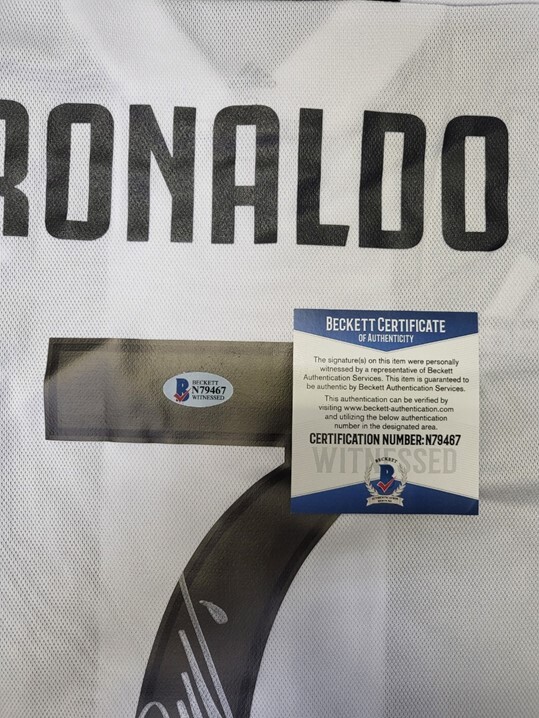 RONALDO
7
BECKETT
N79467
WITNESSED
BECKETT CERTIFICATE
OF AUTHENTICITY
The signature(s) on this item were personally
witnessed by a representative of Beckett
Authentication Services. This item is guaranteed to
be authentic by Beckett Authentication Services.
This authentication can be verified by
visiting www.beckett-authentication.com
and utilizing the below authentication
number in the designated area.
CERTIFICATION NUMBER:N79467
WITNESSED
BECKETT
B